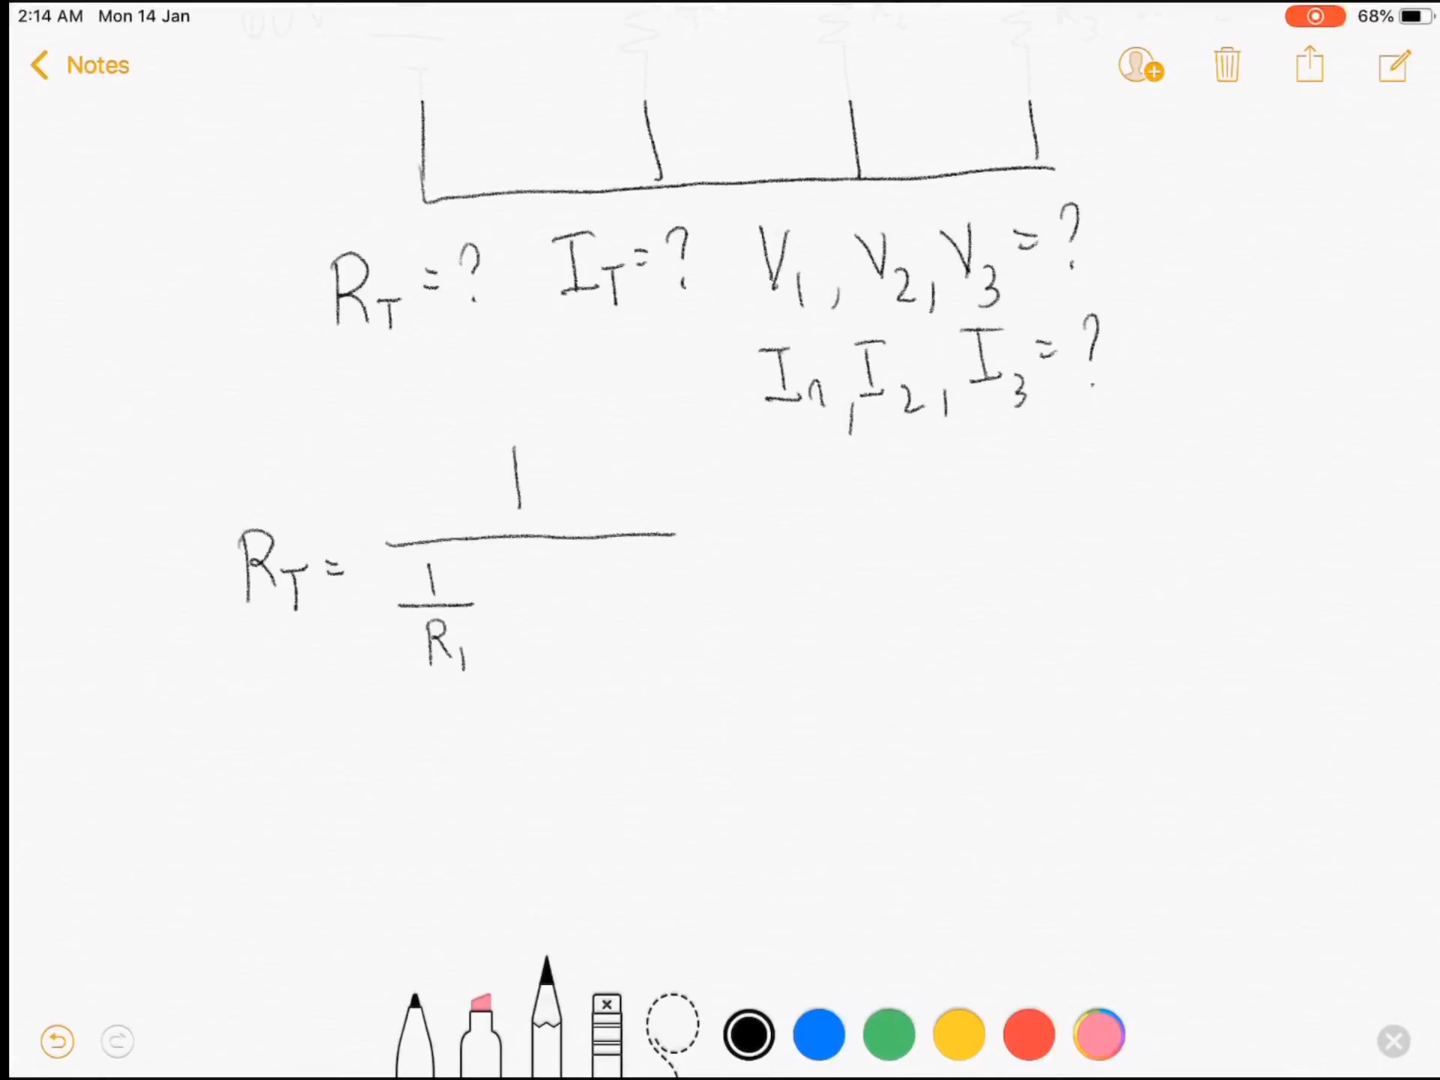 2:14 AM Mon 14 Jan 68%
Notes
R3
R_T = ? I_T = ? V_1, V_2, V_3 = ?
I_1, I_2, I_3 = ?
1
R_T =
1
R_1